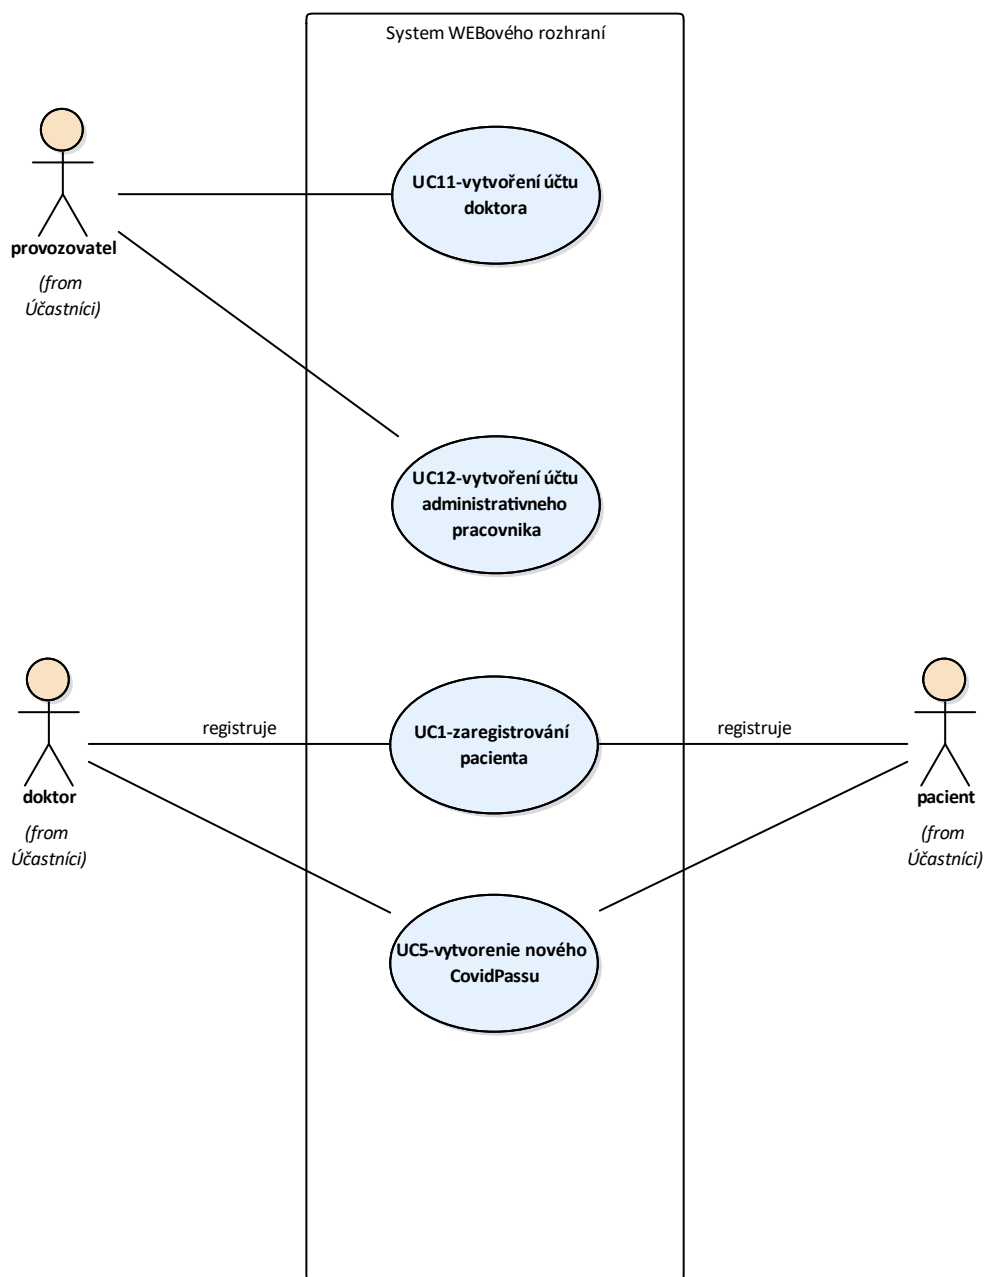 System WEBového rozhraní
UC11-vytvoření účtu
doktora
provozovatel
(from
Účastníci)
UC12-vytvoření účtu
administrativneho
pracovnika
registruje
UC1-zaregistrování
pacienta
registruje
doktor
(from
Účastníci)
pacient
(from
Účastníci)
UC5-vytvorenie nového
CovidPassu